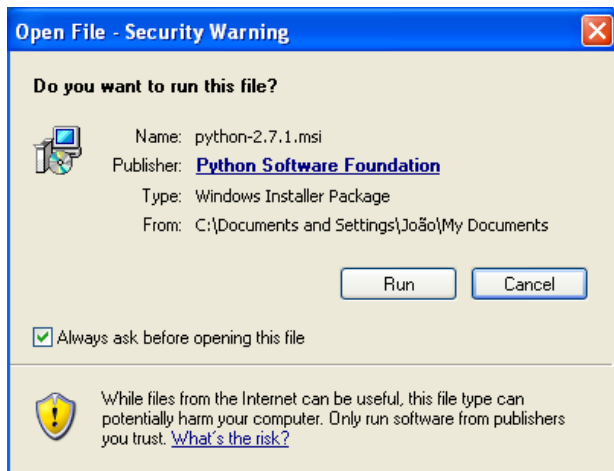 Open File - Security Warning
Do you want to run this file?
Name: python-2.7.1.msi
Publisher: Python Software Foundation
Type: Windows Installer Package
From: C:\Documents and Settings\João\My Documents
Run Cancel
Always ask before opening this file
While files from the Internet can be useful, this file type can
potentially harm your computer. Only run software from publishers
you trust. What's the risk?